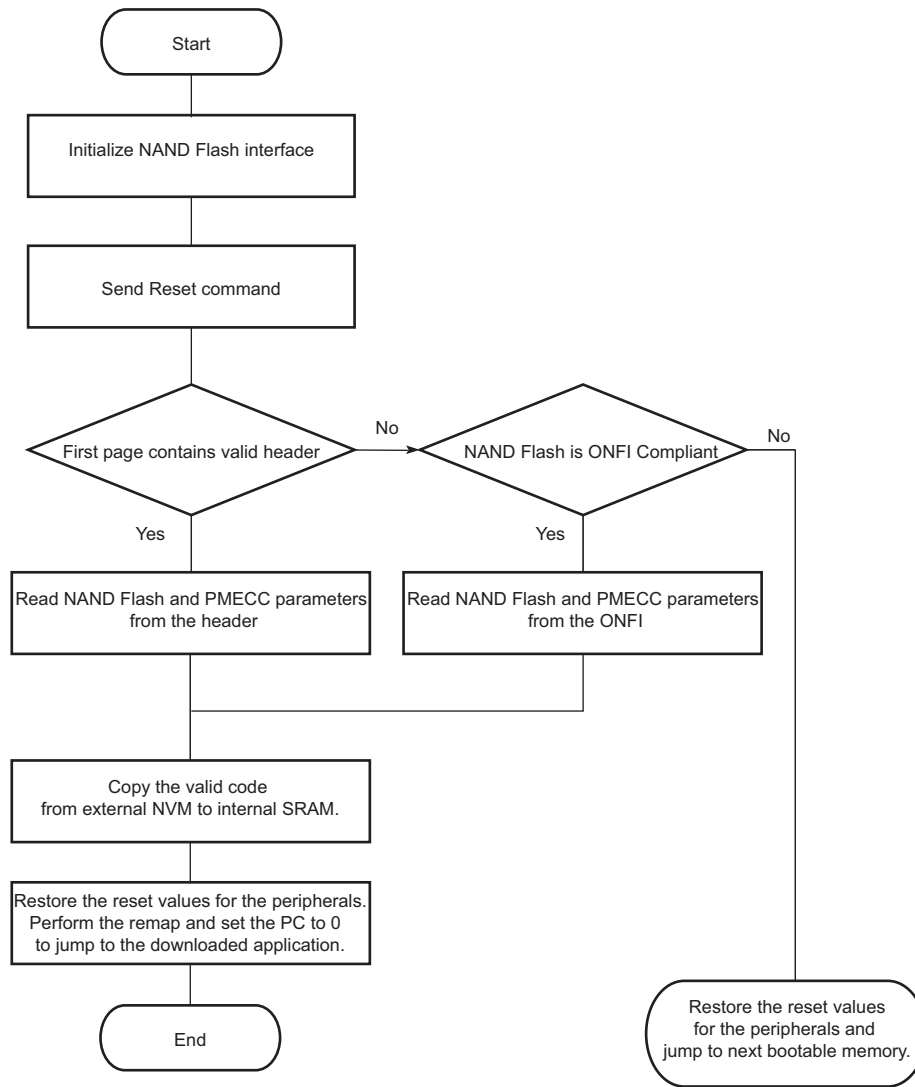 Start
Initialize NAND Flash interface
Send Reset command
First page contains valid header
No
NAND Flash is ONFI Compliant
No
Yes
Yes
Read NAND Flash and PMECC parameters
from the header
Read NAND Flash and PMECC parameters
from the ONFI
Copy the valid code
from external NVM to internal SRAM.
Restore the reset values for the peripherals.
Perform the remap and set the PC to 0
to jump to the downloaded application.
End
Restore the reset values
for the peripherals and
jump to next bootable memory.